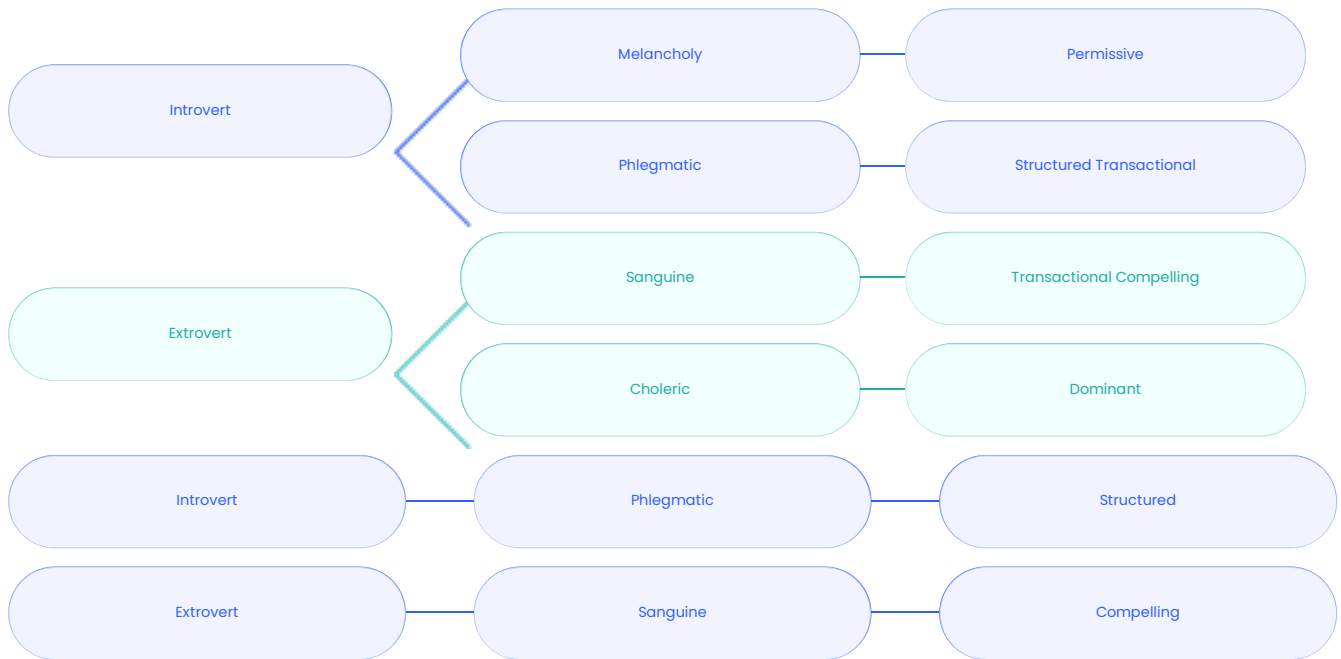 Melancholy
Permissive
Introvert
Phlegmatic
Structured Transactional
Sanguine
Transactional Compelling
Extrovert
Choleric
Dominant
Introvert
Phlegmatic
Structured
Extrovert
Sanguine
Compelling